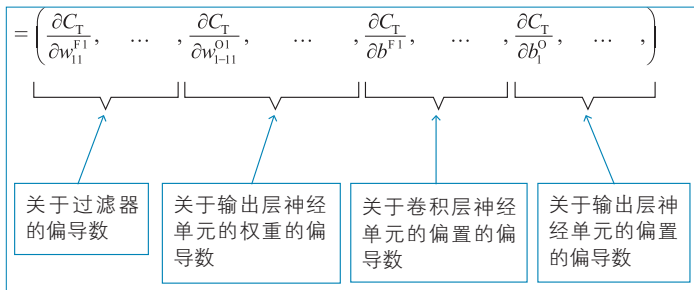 = ( ∂C_T/∂w^{F1}_{11}, … , ∂C_T/∂w^{O1}_{1-11}, … , ∂C_T/∂b^{F1}, … , ∂C_T/∂b^{O}_{1}, … , )
关于过滤器
的偏导数
关于输出层神经
单元的权重的偏
导数
关于卷积层神经
单元的偏置的偏
导数
关于输出层神
经单元的偏置
的偏导数